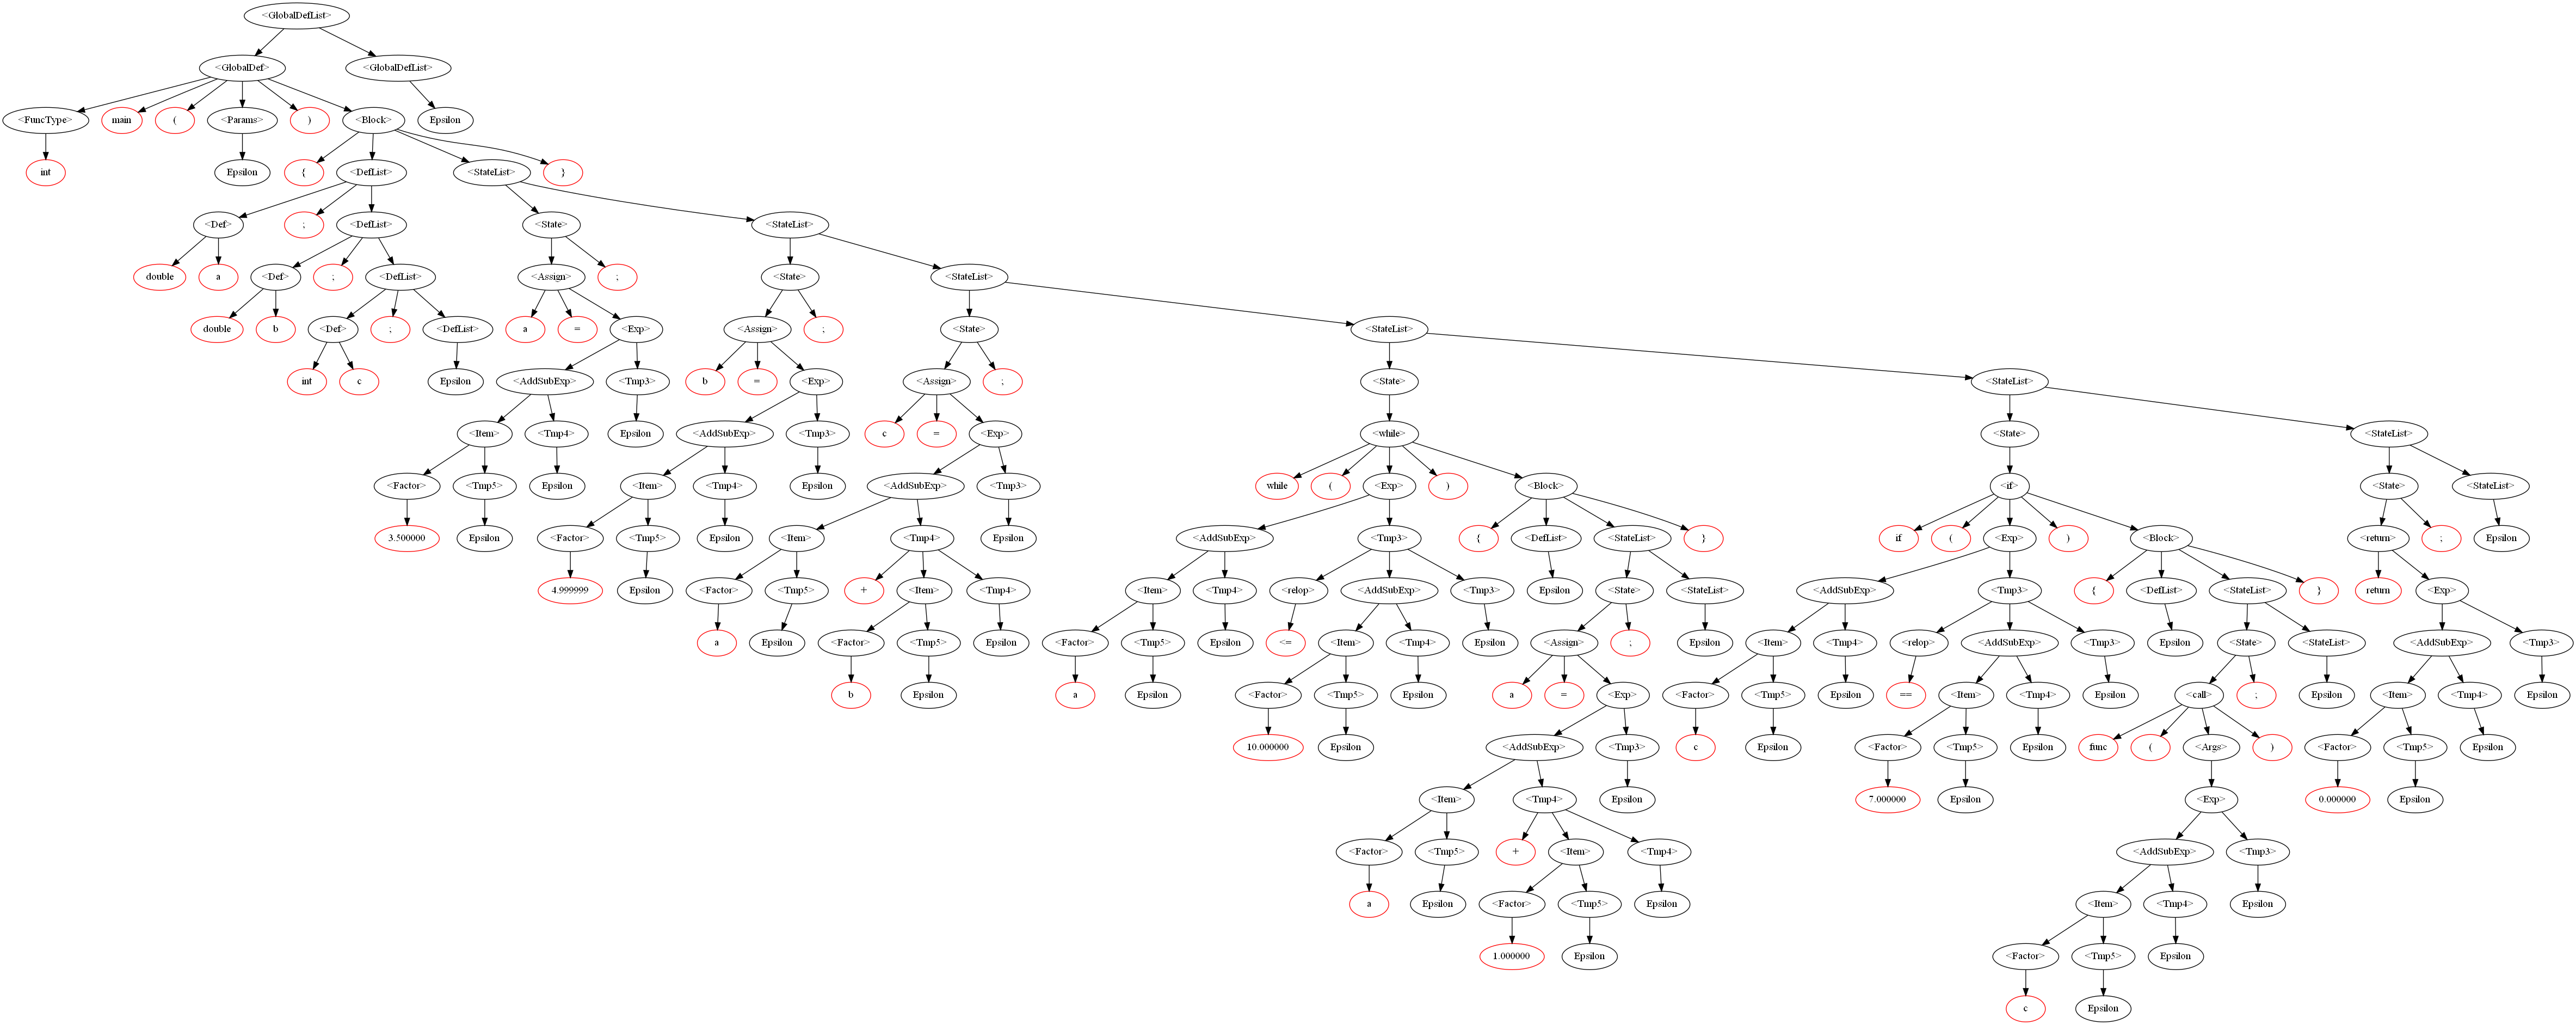 <GlobalDefList>
<GlobalDef> <GlobalDefList>
<FuncType> main ( <Params> ) <Block> Epsilon
int Epsilon { <DefList> <StateList> }
<Def> ; <DefList> <State> <StateList>
double a <Def> ; <DefList> <Assign> ; <State> <StateList>
double b <Def> ; <DefList> a = <Exp> <Assign> ; <State> <StateList>
int c Epsilon <AddSubExp> <Tmp3> b = <Exp> <Assign> ; <State> <StateList>
<Item> <Tmp4> Epsilon <AddSubExp> <Tmp3> c = <Exp> <while> <State> <StateList>
<Factor> <Tmp5> Epsilon <Item> <Tmp4> Epsilon <AddSubExp> <Tmp3> while ( <Exp> ) <Block> <if> <State> <StateList>
3.500000 Epsilon <Factor> <Tmp5> Epsilon <Item> <Tmp4> Epsilon <AddSubExp> <Tmp3> { <DefList> <StateList> } if ( <Exp> ) <Block> <return> ; Epsilon
4.999999 Epsilon <Factor> <Tmp5> + <Item> <Tmp4> <Item> <Tmp4> <relop> <AddSubExp> <Tmp3> Epsilon <State> <StateList> <AddSubExp> <Tmp3> { <DefList> <StateList> } return <Exp>
a Epsilon <Factor> <Tmp5> Epsilon <Factor> <Tmp5> Epsilon <= <Item> <Tmp4> Epsilon <Assign> ; Epsilon <Item> <Tmp4> <relop> <AddSubExp> <Tmp3> Epsilon <State> <StateList> <AddSubExp> <Tmp3>
b Epsilon a Epsilon <Factor> <Tmp5> Epsilon a = <Exp> <Factor> <Tmp5> Epsilon == <Item> <Tmp4> Epsilon <call> ; Epsilon <Item> <Tmp4> Epsilon
10.000000 Epsilon <AddSubExp> <Tmp3> c Epsilon <Factor> <Tmp5> Epsilon func ( <Args> ) <Factor> <Tmp5> Epsilon
<Item> <Tmp4> Epsilon 7.000000 Epsilon <Exp> 0.000000 Epsilon
<Factor> <Tmp5> + <Item> <Tmp4> <AddSubExp> <Tmp3>
a Epsilon <Factor> <Tmp5> Epsilon <Item> <Tmp4> Epsilon
1.000000 Epsilon <Factor> <Tmp5> Epsilon
c Epsilon